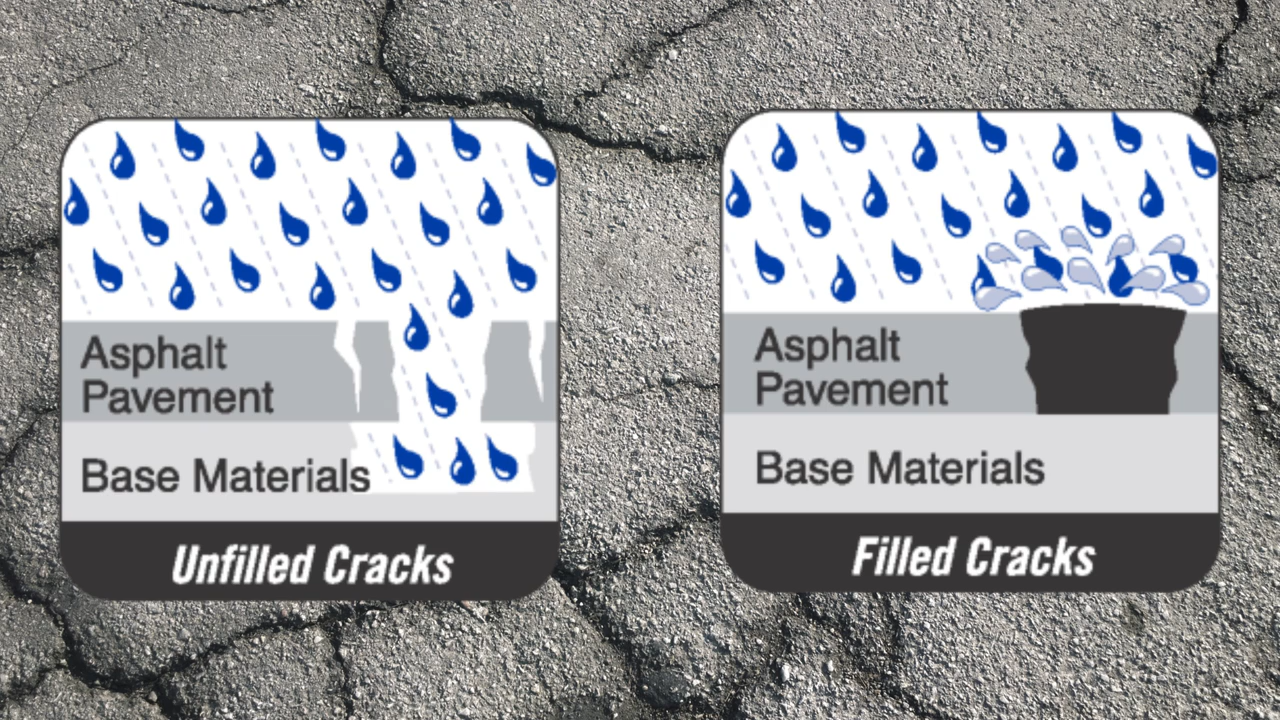 Asphalt
Pavement
Base Materials
Unfilled Cracks
Asphalt
Pavement
Base Materials
Filled Cracks